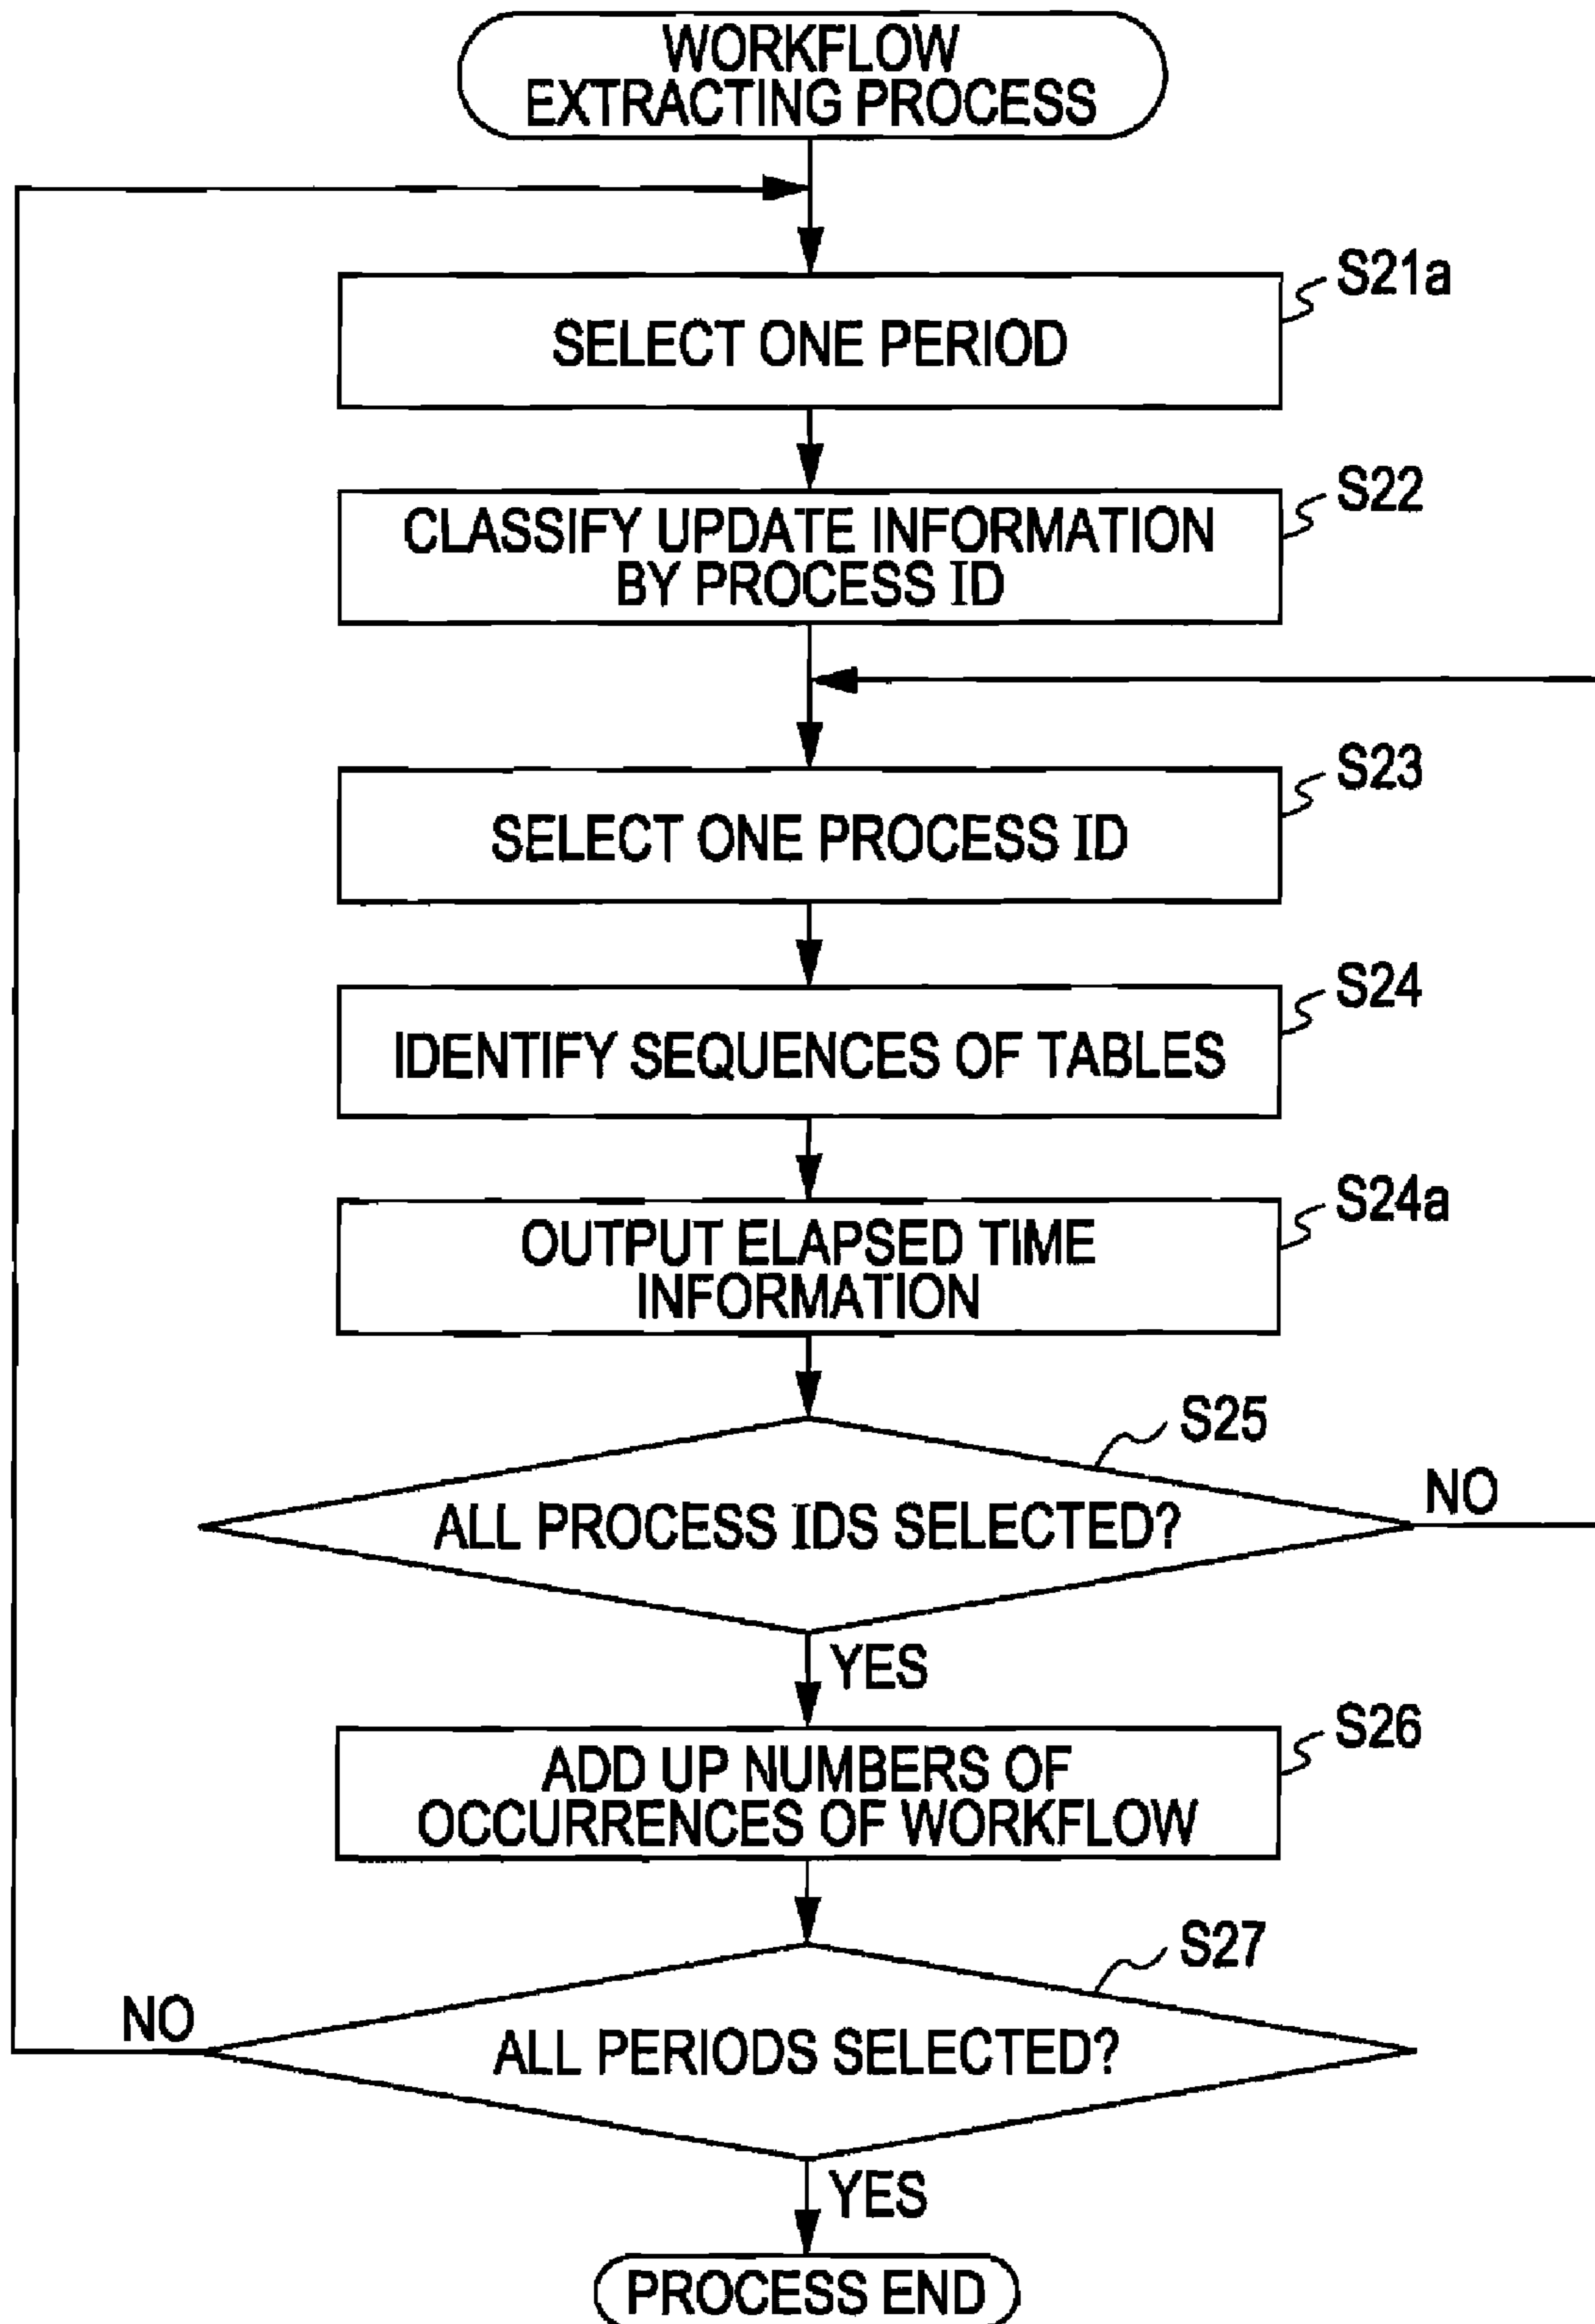 WORKFLOW
EXTRACTING PROCESS
S21a
SELECT ONE PERIOD
S22
CLASSIFY UPDATE INFORMATION
BY PROCESS ID
S23
SELECT ONE PROCESS ID
S24
IDENTIFY SEQUENCES OF TABLES
S24a
OUTPUT ELAPSED TIME
INFORMATION
S25
ALL PROCESS IDS SELECTED?
NO
YES
S26
ADD UP NUMBERS OF
OCCURRENCES OF WORKFLOW
S27
NO
ALL PERIODS SELECTED?
YES
PROCESS END